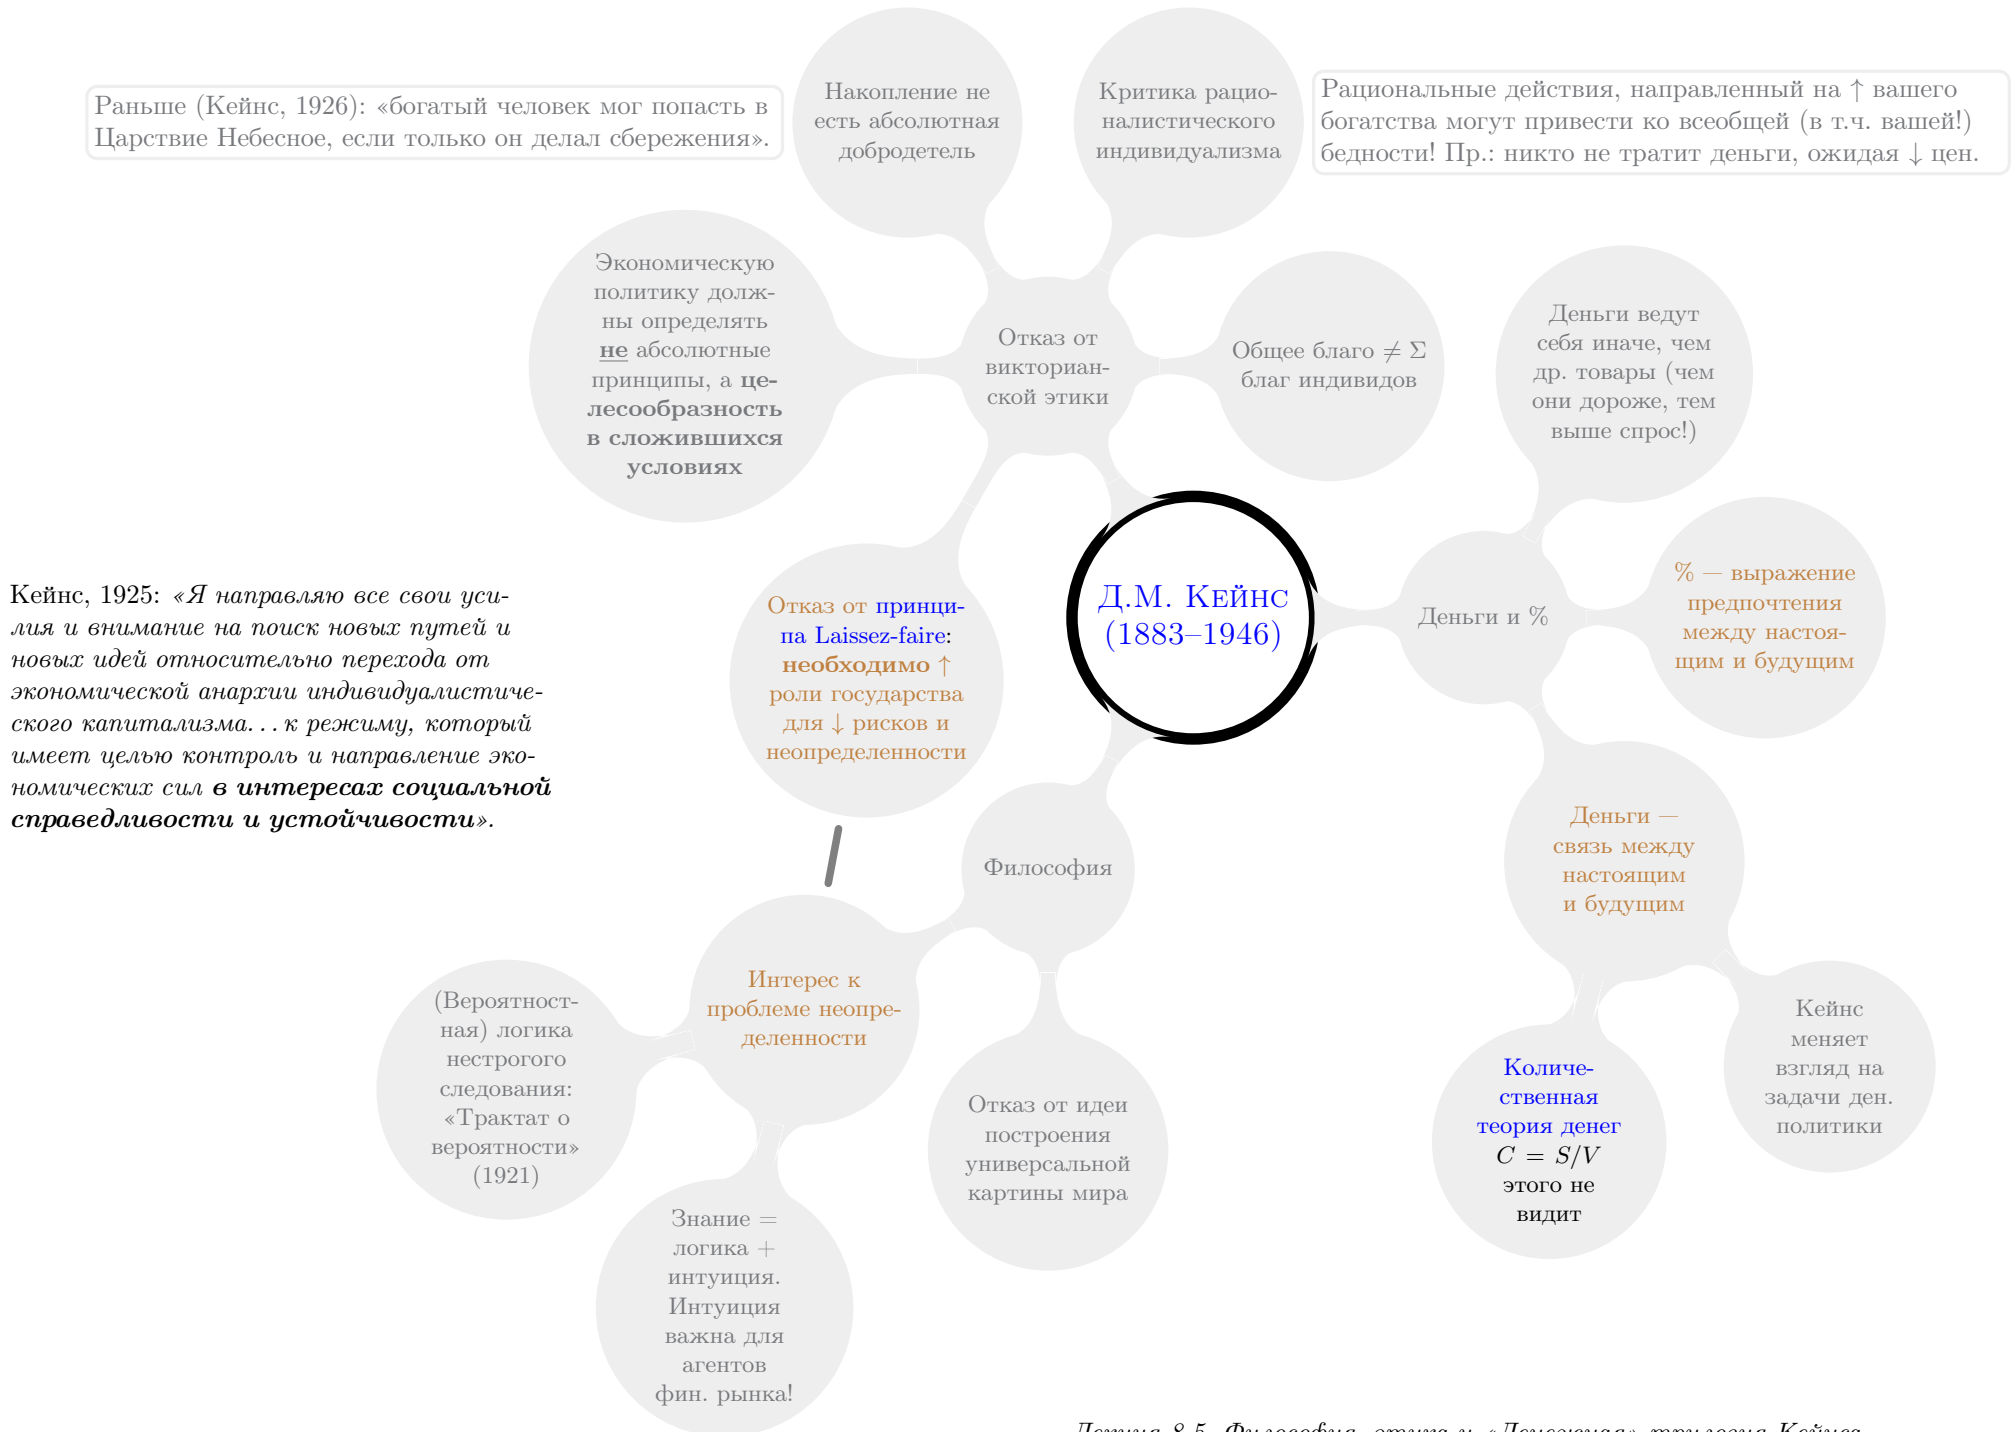 Накопление не
есть абсолютная
добродетель
Критика рацио-
налистического
индивидуализма
Раньше (Кейнс, 1926): «богатый человек мог попасть в
Царствие Небесное, если только он делал сбережения».
Рациональные действия, направленный на ↑ вашего
богатства могут привести ко всеобщей (в т.ч. вашей!)
бедности! Пр.: никто не тратит деньги, ожидая ↓ цен.
Экономическую
политику долж-
ны определять
не абсолютные
принципы, а це-
лесообразность
в сложившихся
условиях
Отказ от
викториан-
ской этики
Общее благо ≠ Σ
благ индивидов
Деньги ведут
себя иначе, чем
др. товары (чем
они дороже, тем
выше спрос!)
Кейнс, 1925: «Я направляю все свои уси-
лия и внимание на поиск новых путей и
новых идей относительно перехода от
экономической анархии индивидуалистиче-
ского капитализма... к режиму, который
имеет целью контроль и направление эко-
номических сил в интересах социальной
справедливости и устойчивости».
Отказ от принци-
па Laissez-faire:
необходимо ↑
роли государства
для ↓ рисков и
неопределенности
Д.М. Кейнс
(1883–1946)
Деньги и %
% — выражение
предпочтения
между настоя-
щим и будущим
Философия
Деньги —
связь между
настоящим
и будущим
Интерес к
проблеме неопре-
деленности
(Вероятност-
ная) логика
нестрогого
следования:
«Трактат о
вероятности»
(1921)
Отказ от идеи
построения
универсальной
картины мира
Количе-
ственная
теория денег
C = S/V
этого не
видит
Кейнс
меняет
взгляд на
задачи ден.
политики
Знание =
логика +
интуиция.
Интуиция
важна для
агентов
фин. рынка!